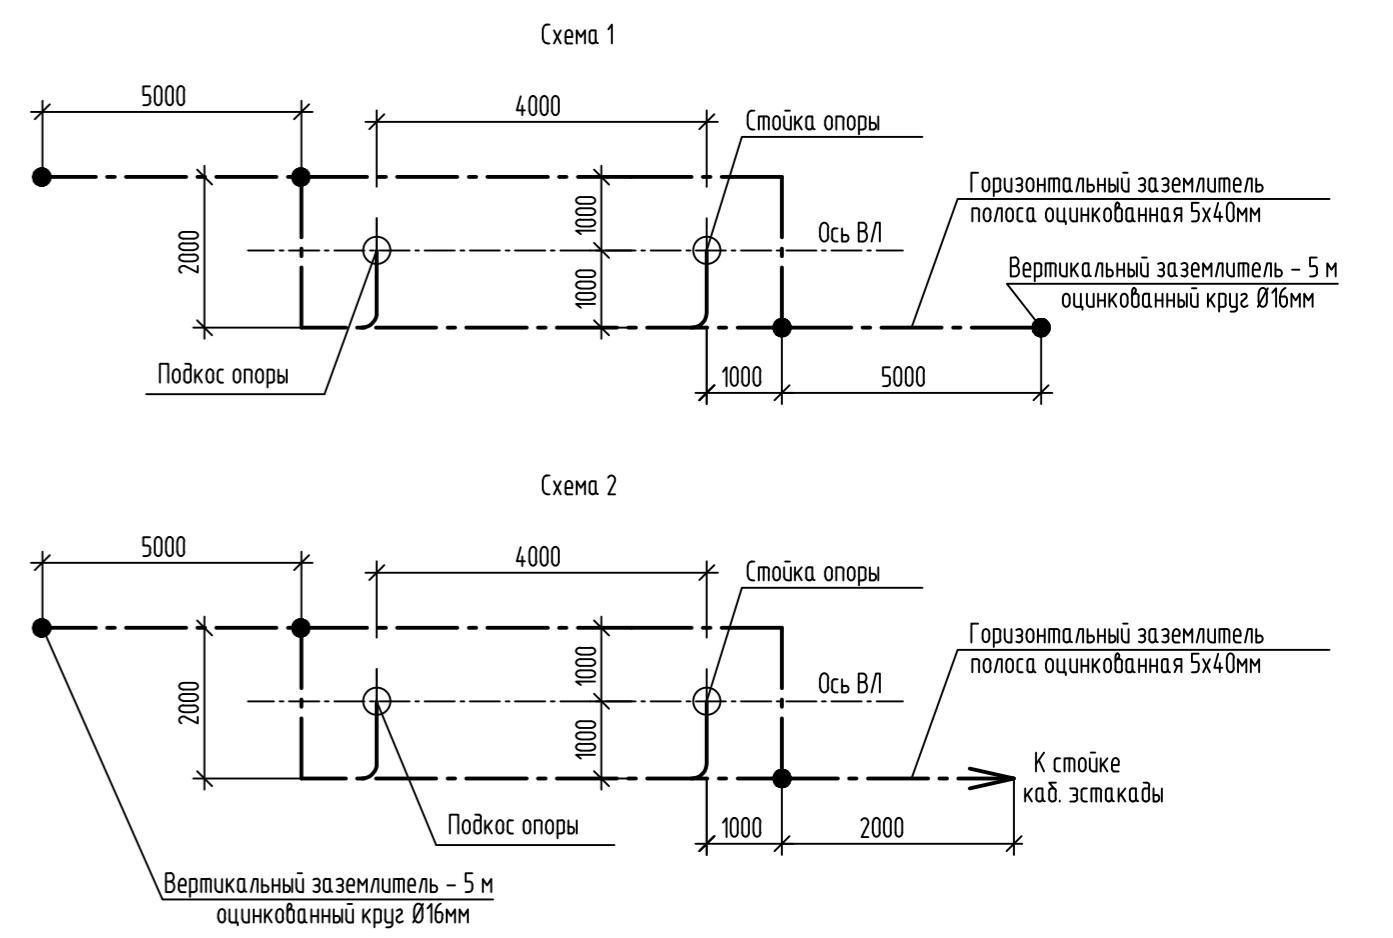 Схема 1
5000
4000
Стойка опоры
Горизонтальный заземлитель
полоса оцинкованная 5х40мм
2000
1000
Ось ВЛ
1000
Вертикальный заземлитель – 5 м
оцинкованный круг Ø16мм
Подкос опоры
1000
5000
Схема 2
5000
4000
Стойка опоры
Горизонтальный заземлитель
полоса оцинкованная 5х40мм
2000
1000
Ось ВЛ
1000
К стойке
каб. эстакады
Подкос опоры
1000
2000
Вертикальный заземлитель – 5 м
оцинкованный круг Ø16мм